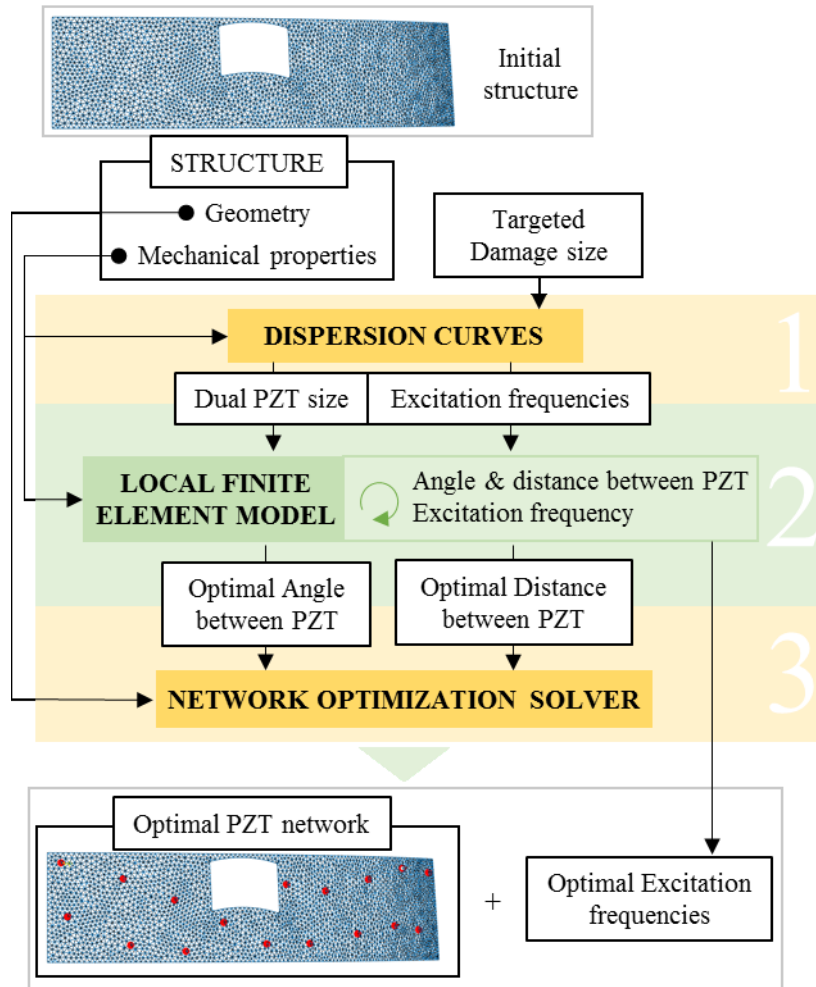 Initial
structure
STRUCTURE
Geometry
Mechanical properties
Targeted
Damage size
1
DISPERSION CURVES
Dual PZT size
Excitation frequencies
2
LOCAL FINITE
ELEMENT MODEL
Angle & distance between PZT
Excitation frequency
Optimal Angle
between PZT
Optimal Distance
between PZT
3
NETWORK OPTIMIZATION SOLVER
Optimal PZT network
+
Optimal Excitation
frequencies